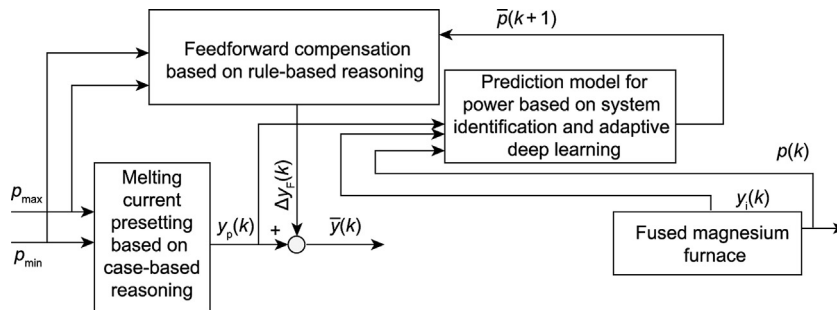 p̅(k+1)
Feedforward compensation
based on rule-based reasoning
Prediction model for
power based on system
identification and adaptive
deep learning
p(k)
Δy_F(k)
p_max
p_min
Melting
current
presetting
based on
case-based
reasoning
y_p(k)
+
y̅(k)
y_i(k)
Fused magnesium
furnace